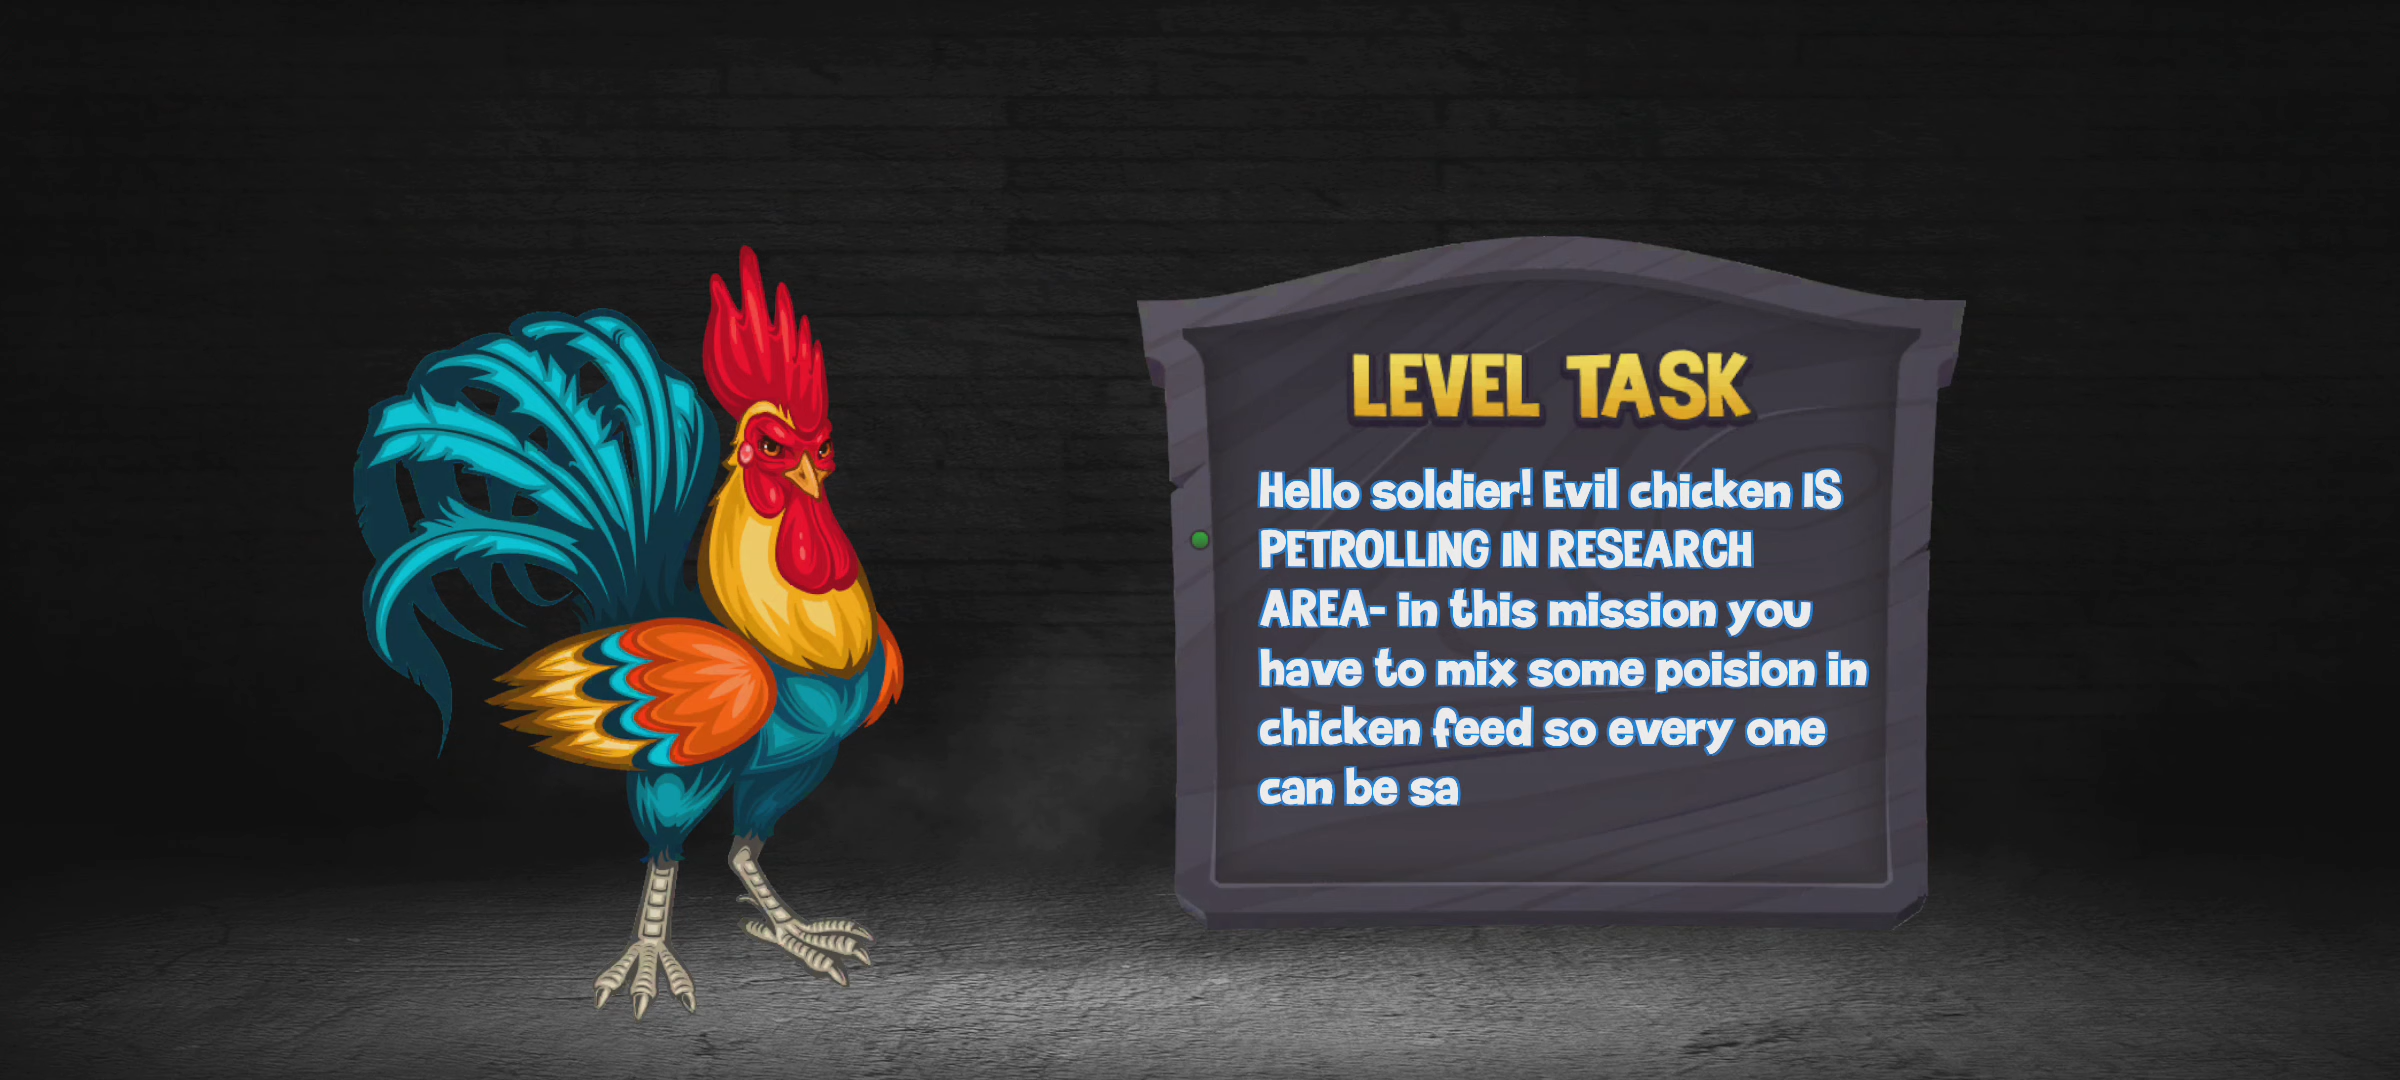 LEVEL TASK
Hello soldier! Evil chicken IS
PETROLLING IN RESEARCH
AREA- in this mission you
have to mix some poision in
chicken feed so every one
can be sa